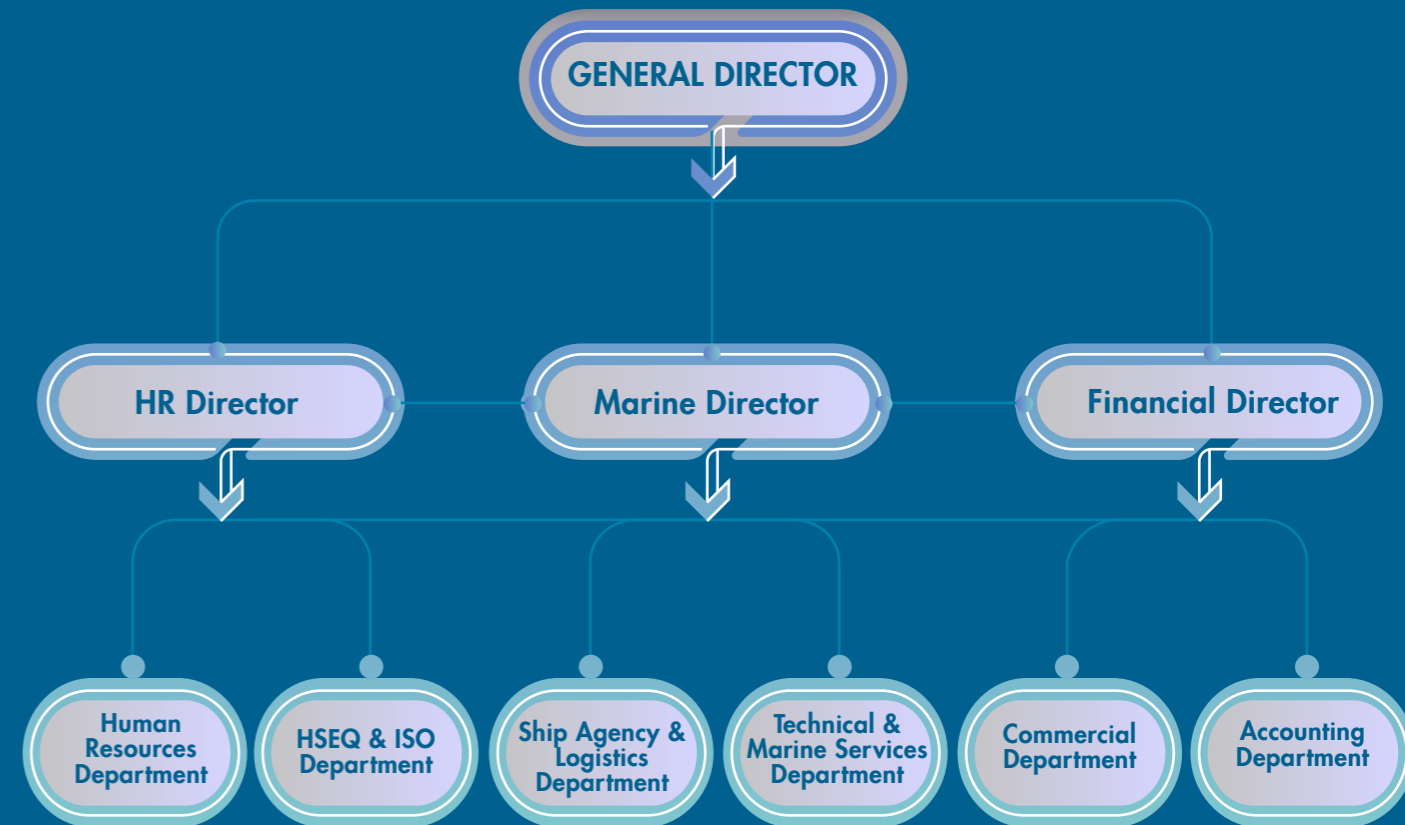 GENERAL DIRECTOR
HR Director
Marine Director
Financial Director
Human
Resources
Department
HSEQ & ISO
Department
Ship Agency &
Logistics
Department
Technical &
Marine Services
Department
Commercial
Department
Accounting
Department